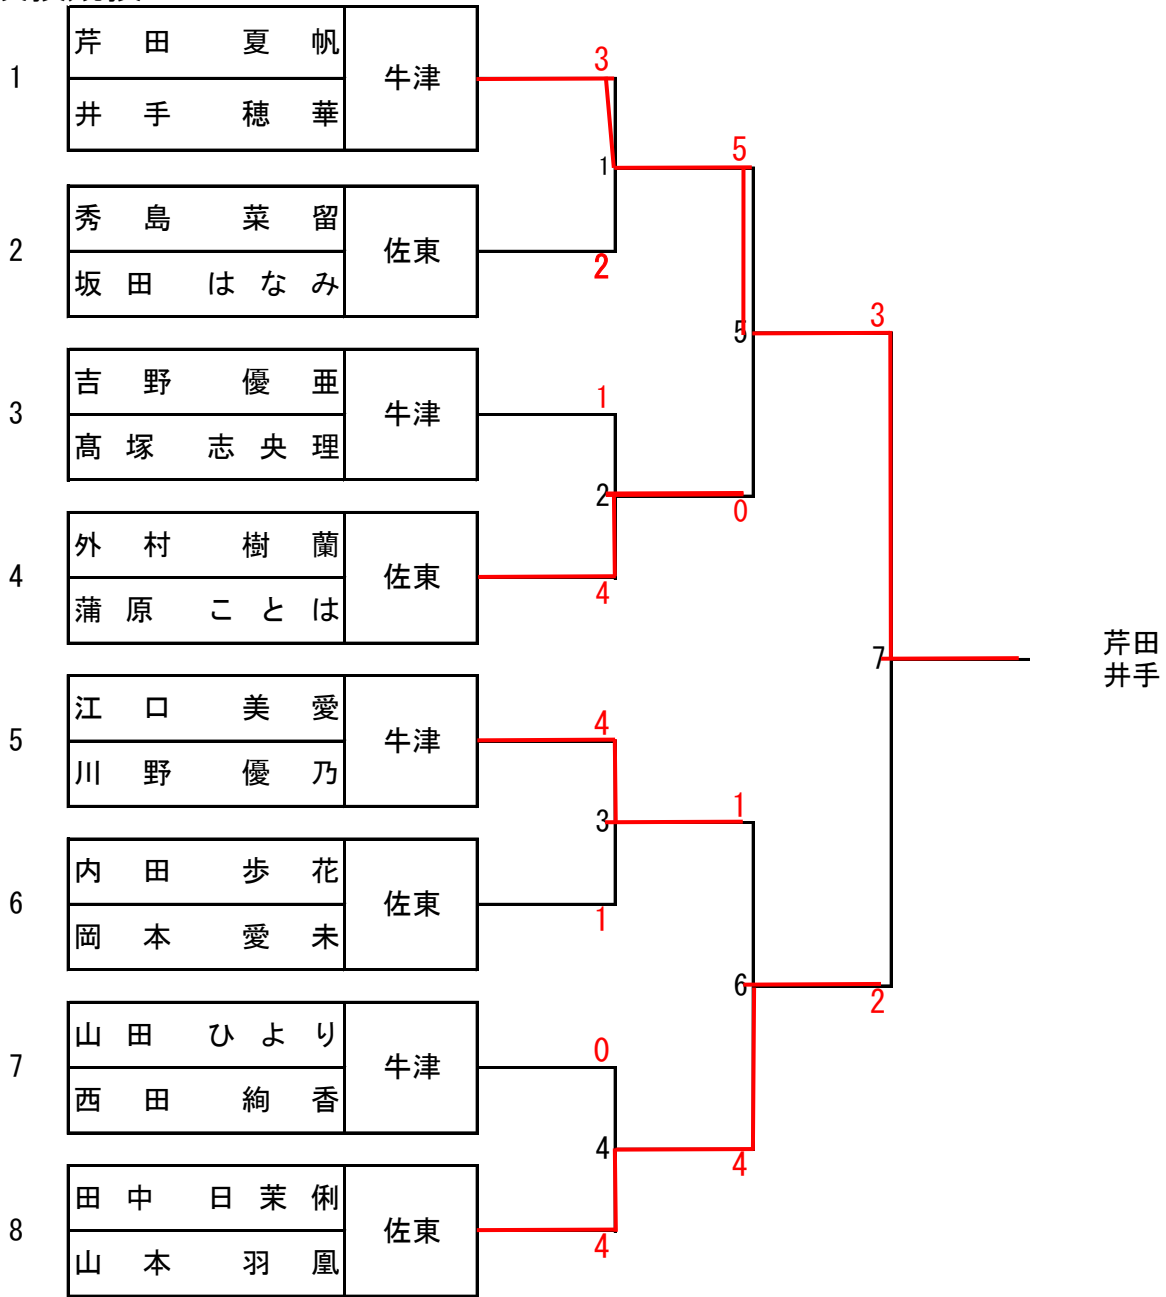 芹田 夏帆
1 牛津 3
井手 穂華
1 5
秀島 菜留
2 佐東 2
坂田 はなみ
5 3
吉野 優亜
3 牛津 1
髙塚 志央理
2 0
外村 樹蘭
4 佐東 4
蒲原 ことは
7 芹田
井手
江口 美愛
5 牛津 4
川野 優乃
3 1
内田 歩花
6 佐東 1
岡本 愛未
6 2
山田 ひより
7 牛津 0
西田 絢香
4 4
田中 日茉俐
8 佐東 4
山本 羽凰